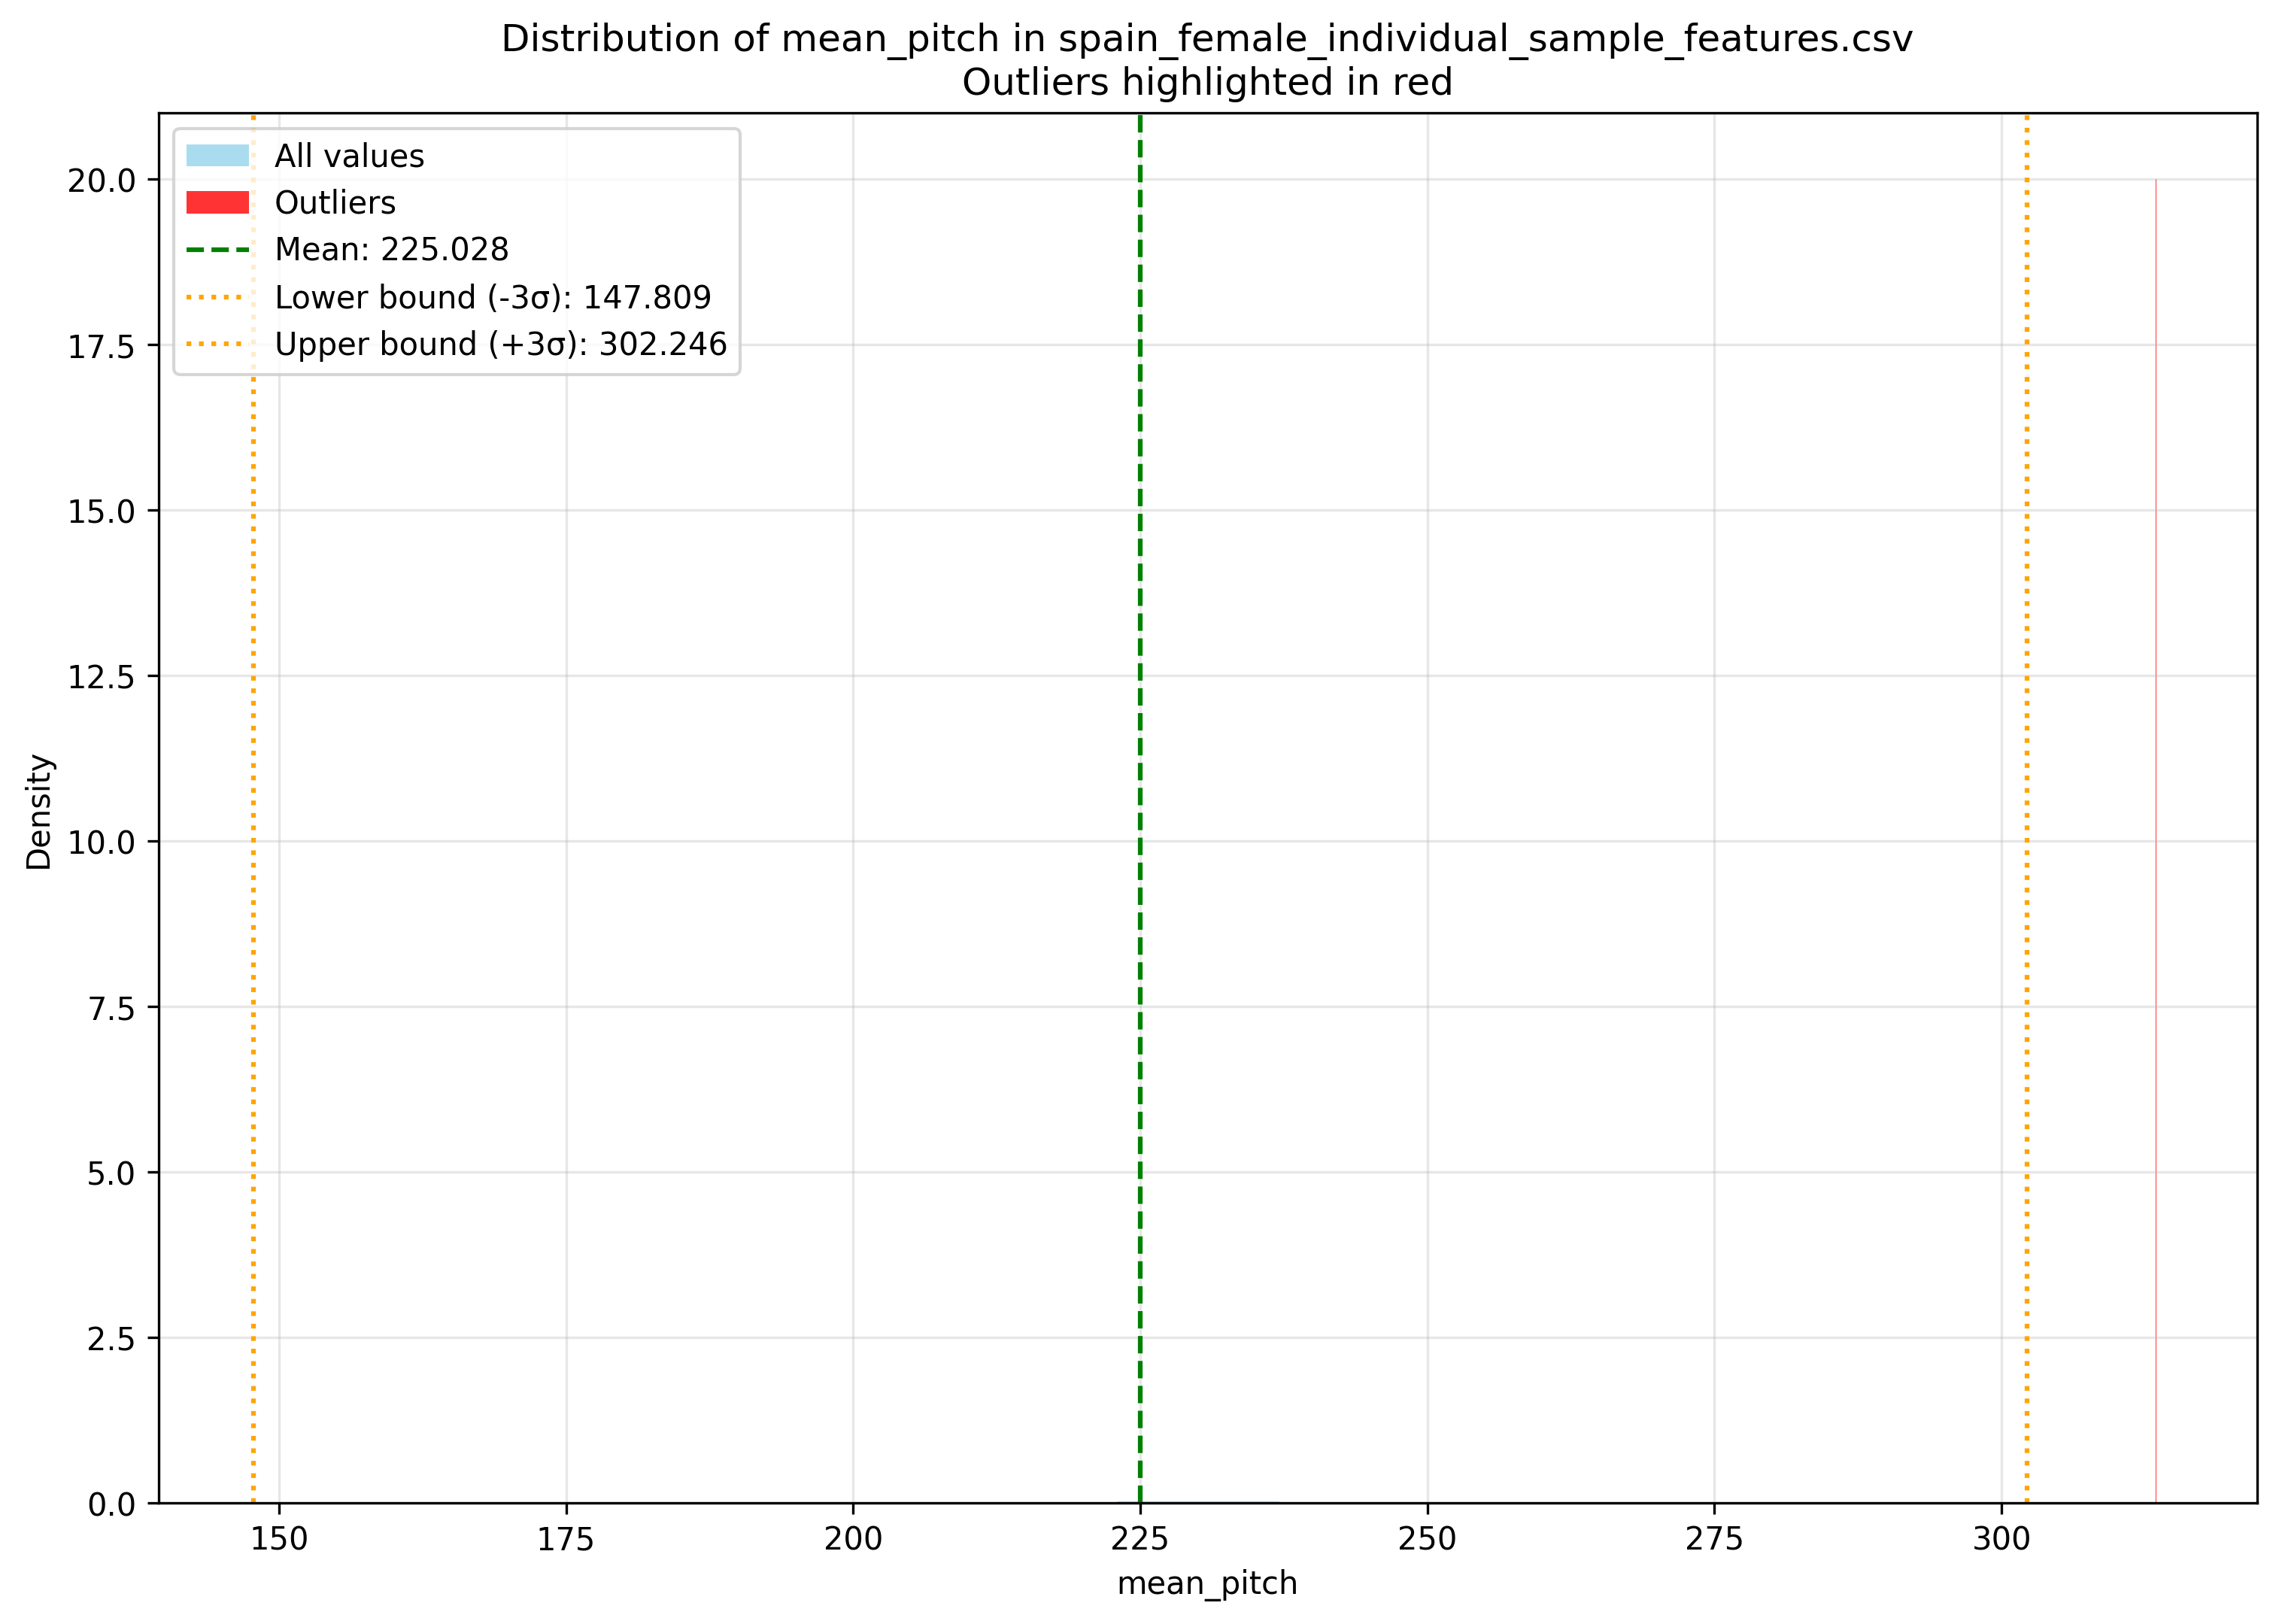 Distribution of mean_pitch in spain_female_individual_sample_features.csv
Outliers highlighted in red
All values
Outliers
Mean: 225.028
Lower bound (-3σ): 147.809
Upper bound (+3σ): 302.246
20.0
17.5
15.0
12.5
10.0
7.5
5.0
2.5
0.0
Density
150
175
200
225
250
275
300
mean_pitch